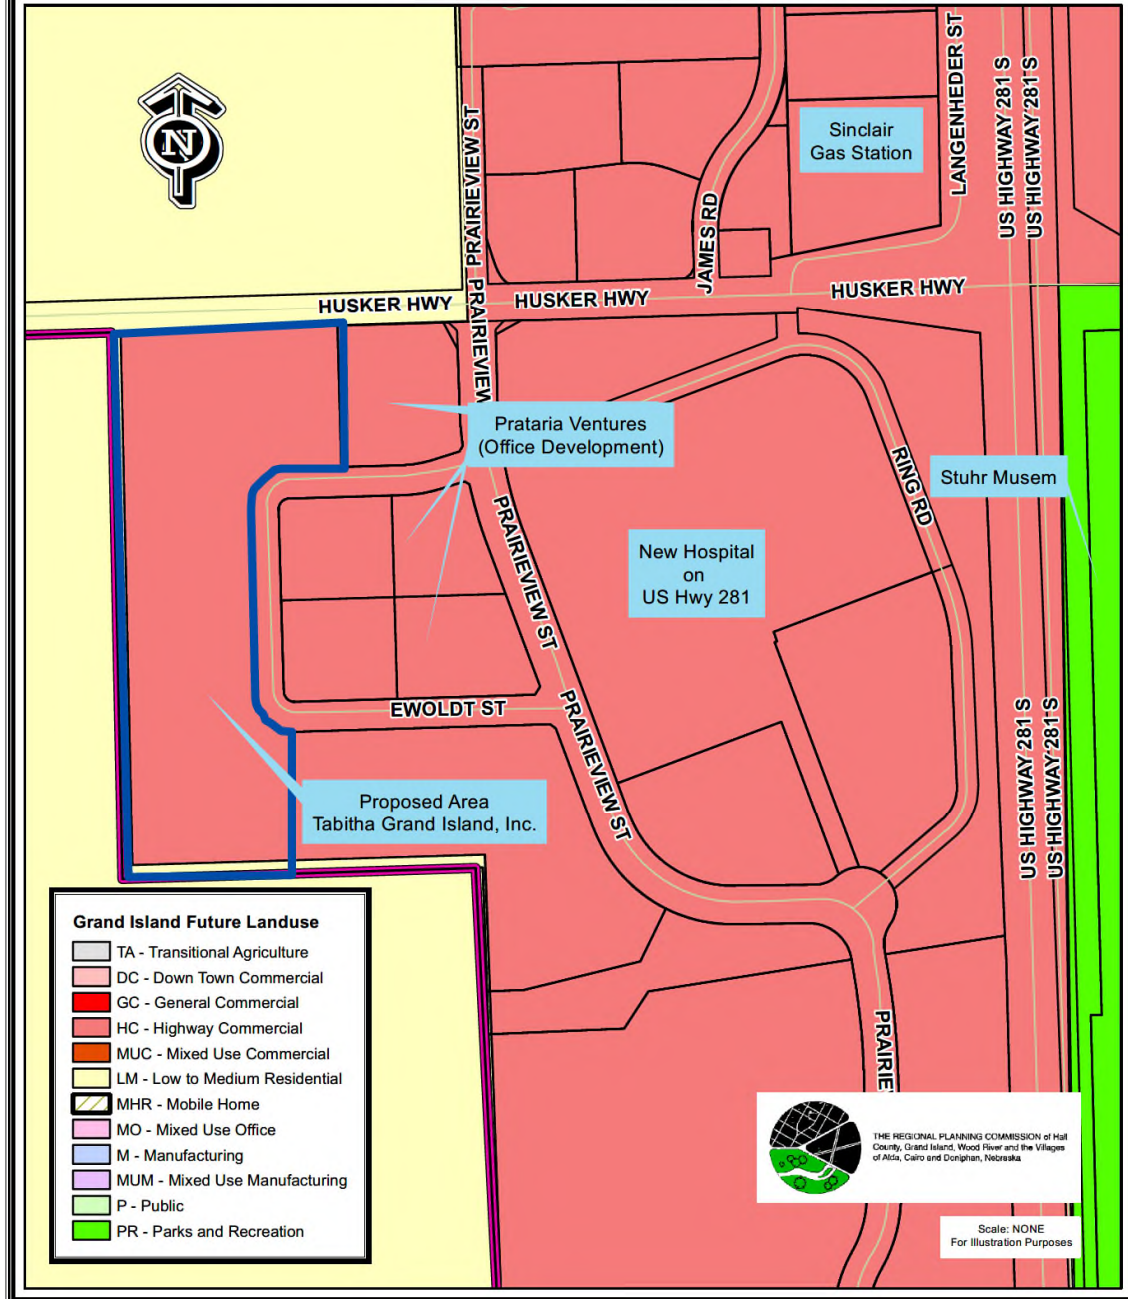 N
PRAIRIEVIEW ST
JAMES RD
LANGENHEDER ST
US HIGHWAY 281 S
US HIGHWAY 281 S
Sinclair
Gas Station
HUSKER HWY
HUSKER HWY
HUSKER HWY
PRAIRIEVIEW
Prataria Ventures
(Office Development)
RING RD
Stuhr Musem
PRAIRIEVIEW ST
New Hospital
on
US Hwy 281
EWOLDT ST
PRAIRIEVIEW ST
US HIGHWAY 281 S
US HIGHWAY 281 S
Proposed Area
Tabitha Grand Island, Inc.
PRAIRIE
Grand Island Future Landuse
TA - Transitional Agriculture
DC - Down Town Commercial
GC - General Commercial
HC - Highway Commercial
MUC - Mixed Use Commercial
LM - Low to Medium Residential
MHR - Mobile Home
MO - Mixed Use Office
M - Manufacturing
MUM - Mixed Use Manufacturing
P - Public
PR - Parks and Recreation
THE REGIONAL PLANNING COMMISSION of Hall
County, Grand Island, Wood River and the Villages
of Alda, Cairo and Doniphan, Nebraska
Scale: NONE
For Illustration Purposes